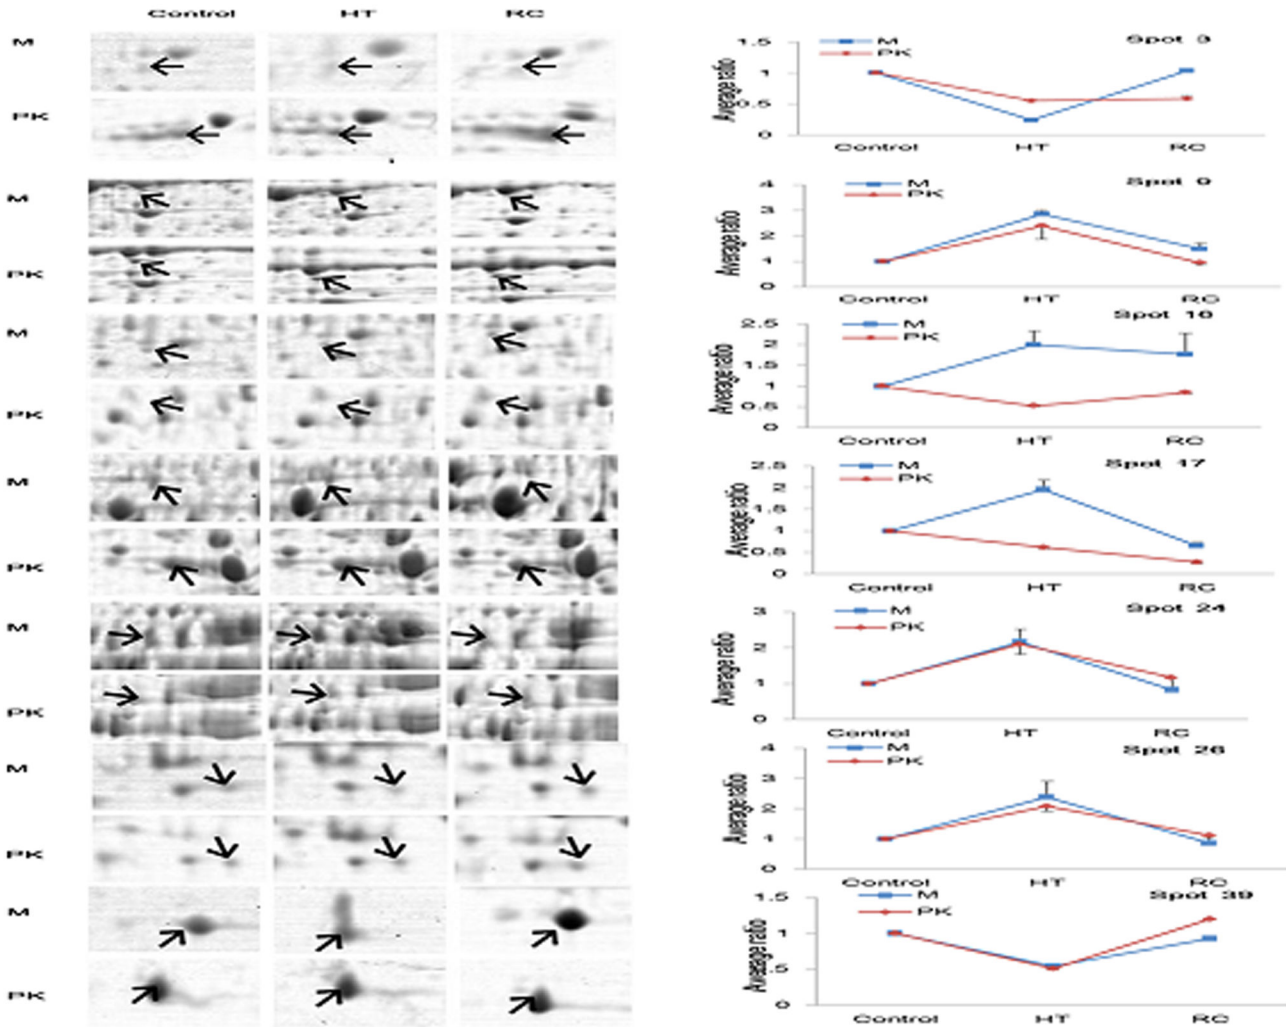 Control HT RC
M
PK
M
PK
M
PK
M
PK
M
PK
M
PK
M
PK
Spot 3
M
PK
Average ratio
1.5
1
0.5
0
Control HT RC
Spot 9
M
PK
Average ratio
4
3
2
1
0
Control HT RC
Spot 16
M
PK
Average ratio
2.5
2
1.5
1
0.5
0
Control HT RC
Spot 17
M
PK
Average ratio
2.5
2
1.5
1
0.5
0
Control HT RC
Spot 24
M
PK
Average ratio
3
2
1
0
Control HT RC
Spot 26
M
PK
Average ratio
4
3
2
1
0
Control HT RC
Spot 39
M
PK
Average ratio
1.5
1
.5
0
Control HT RC